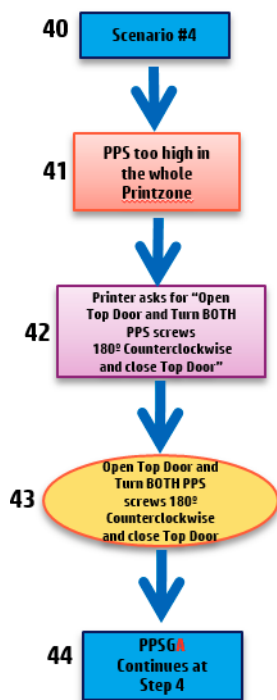 40
Scenario #4
41
PPS too high in
the whole
Printzone
42
Printer asks for “Open
Top Door and Turn BOTH
PPS screws
180º Counterclockwise
and close Top Door”
43
Open Top Door and
Turn BOTH PPS
screws 180º
Counterclockwise
and close Top Door
44
PPSGA
Continues at
Step 4